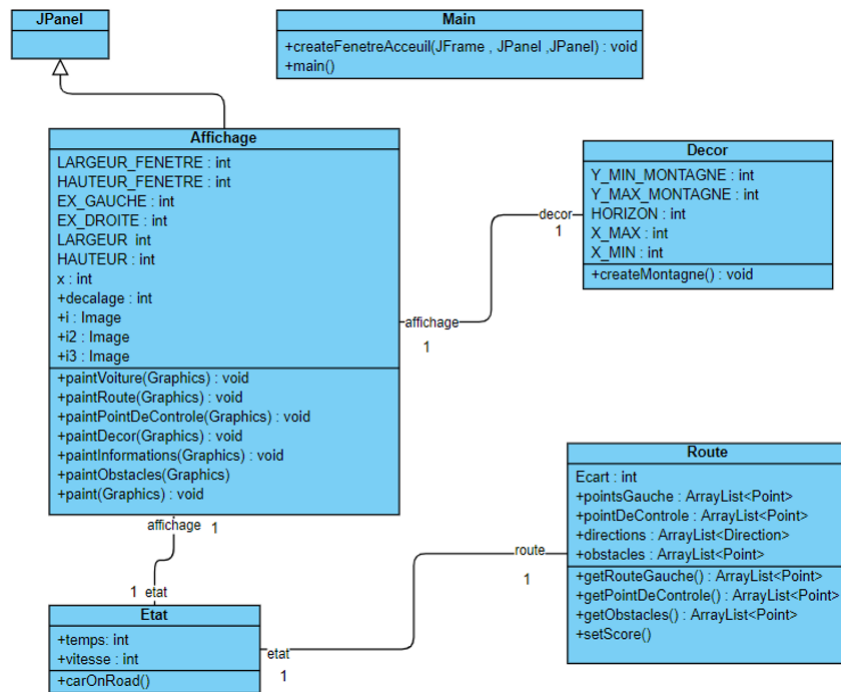 JPanel
Main
+createFenetreAcceuil(JFrame , JPanel ,JPanel) : void
+main()
Affichage
LARGEUR_FENETRE : int
HAUTEUR_FENETRE : int
EX_GAUCHE : int
EX_DROITE : int
LARGEUR int
HAUTEUR : int
x : int
+decalage : int
+i : Image
+i2 : Image
+i3 : Image
+paintVoiture(Graphics) : void
+paintRoute(Graphics) : void
+paintPointDeControle(Graphics) : void
+paintDecor(Graphics) : void
+paintInformations(Graphics) : void
+paintObstacles(Graphics)
+paint(Graphics) : void
Decor
Y_MIN_MONTAGNE : int
Y_MAX_MONTAGNE : int
HORIZON : int
X_MAX : int
X_MIN : int
+createMontagne() : void
decor
1
affichage
1
affichage 1
1 etat
Etat
+temps: int
+vitesse : int
+carOnRoad()
etat
1
route
1
Route
Ecart : int
+pointsGauche : ArrayList<Point>
+pointDeControle : ArrayList<Point>
+directions : ArrayList<Direction>
+obstacles : ArrayList<Point>
+getRouteGauche() : ArrayList<Point>
+getPointDeControle() : ArrayList<Point>
+getObstacles() : ArrayList<Point>
+setScore()